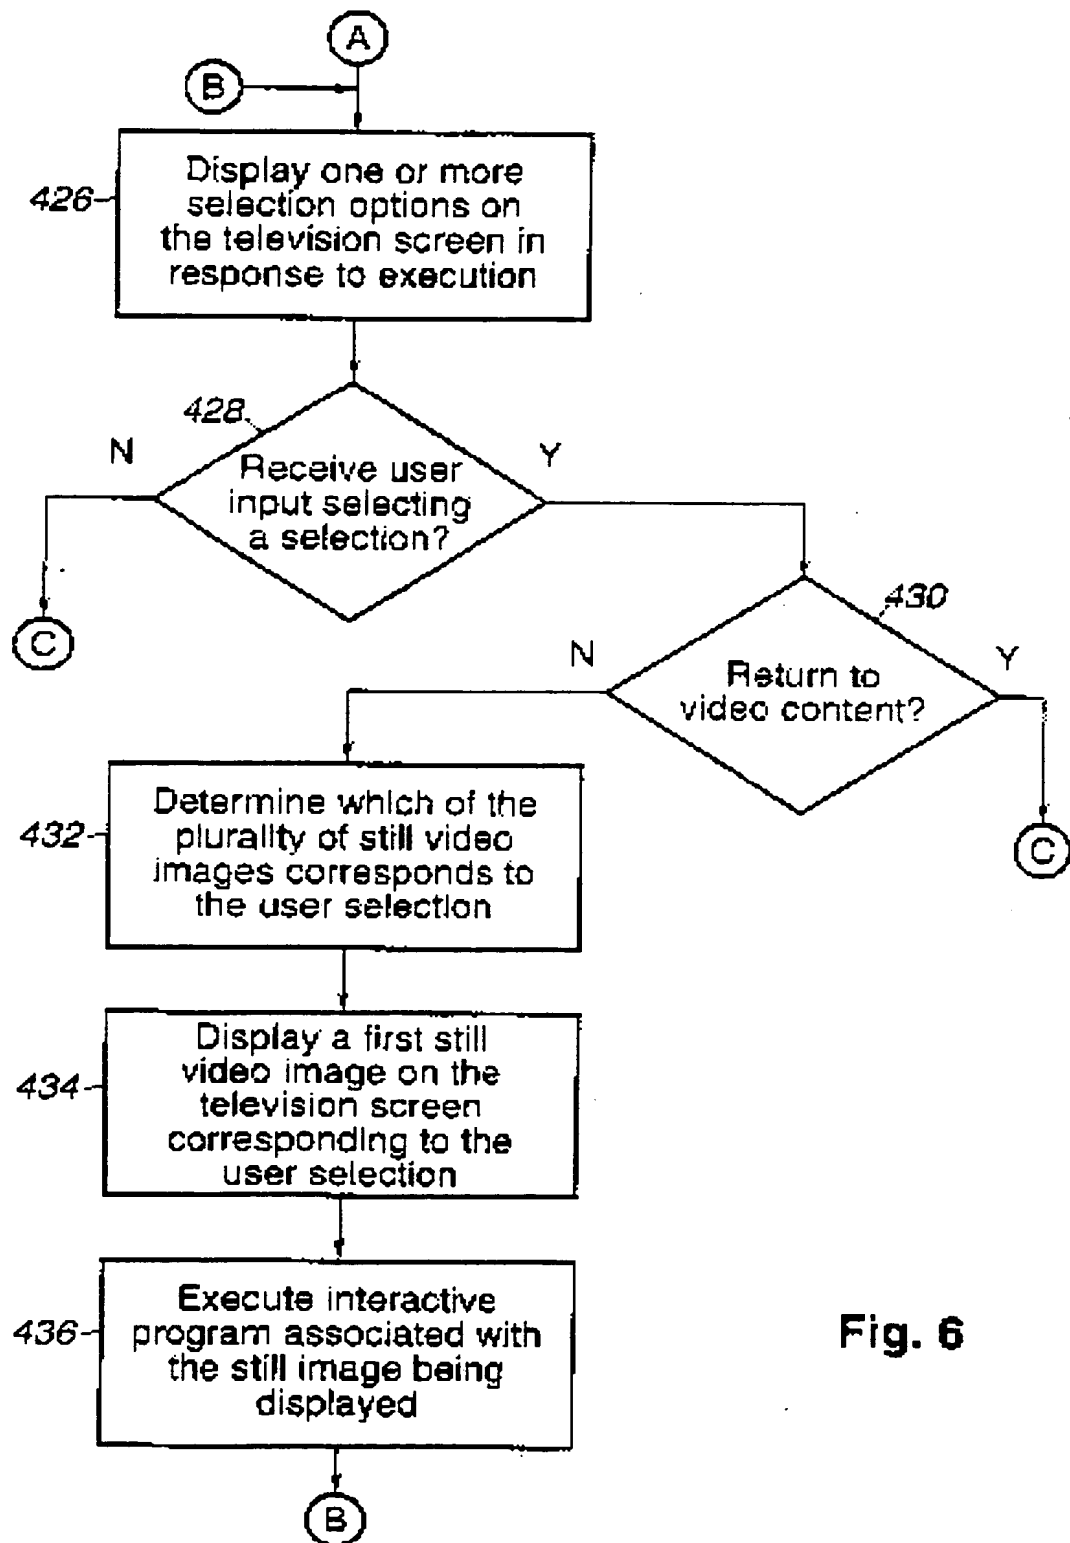 A
B
Display one or more
selection options on
the television screen in
response to execution
426
428
N
Y
Receive user
input selecting
a selection?
C
430
N
Y
Return to
video content?
C
Determine which of the
plurality of still video
images corresponds to
the user selection
432
Display a first still
video image on the
television screen
corresponding to the
user selection
434
Execute interactive
program associated with
the still image being
displayed
436
Fig. 6
B